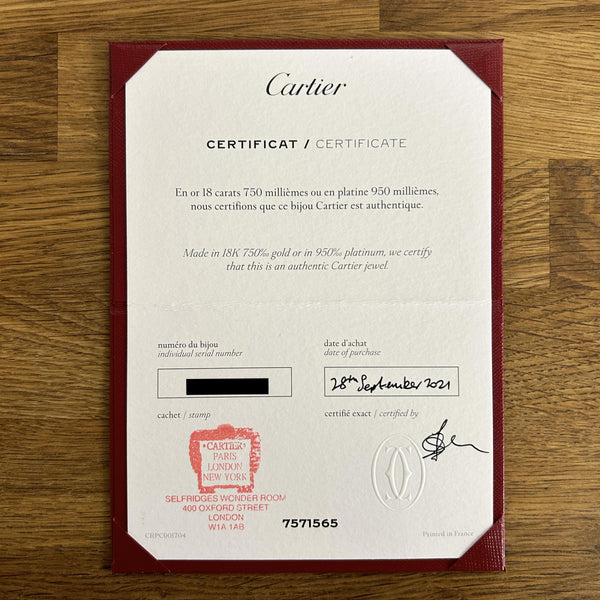 Cartier
CERTIFICAT / CERTIFICATE
En or 18 carats 750 millièmes ou en platine 950 millièmes,
nous certifions que ce bijou Cartier est authentique.
Made in 18K 750‰ gold or in 950‰ platinum, we certify
that this is an authentic Cartier jewel.
numéro du bijou
individual serial number
date d'achat
date of purchase
28th September 2021
cachet / stamp
certifié exact / certified by
CARTIER
PARIS
LONDON
NEW YORK
SELFRIDGES WONDER ROOM
400 OXFORD STREET
LONDON
W1A 1AB
7571565
CRPC001704
Printed in France